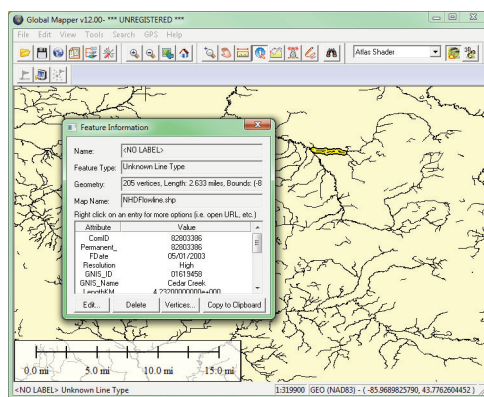 Global Mapper v12.00- *** UNREGISTERED ***
File Edit View Tools Search GPS Help
Atlas Shader
Feature Information
Name: <NO LABEL>
Feature Type: Unknown Line Type
Geometry: 205 vertices, Length: 2.633 miles, Bounds: (-8
Map Name: NHDFlowline.shp
Right click on an entry for more options (i.e. open URL, etc.)
Attribute Value
ComID 82803386
Permanent_ 82803386
FDate 05/01/2003
Resolution High
GNIS_ID 01619458
GNIS_Name Cedar Creek
LengthKM 4.2320000000e+000
Edit... Delete Vertices... Copy to Clipboard
0.0 mi 5.0 mi 10.0 mi 15.0 mi
<NO LABEL> Unknown Line Type 1:319900 GEO (NAD83) - ( -85.9689825790, 43.7762604452 )